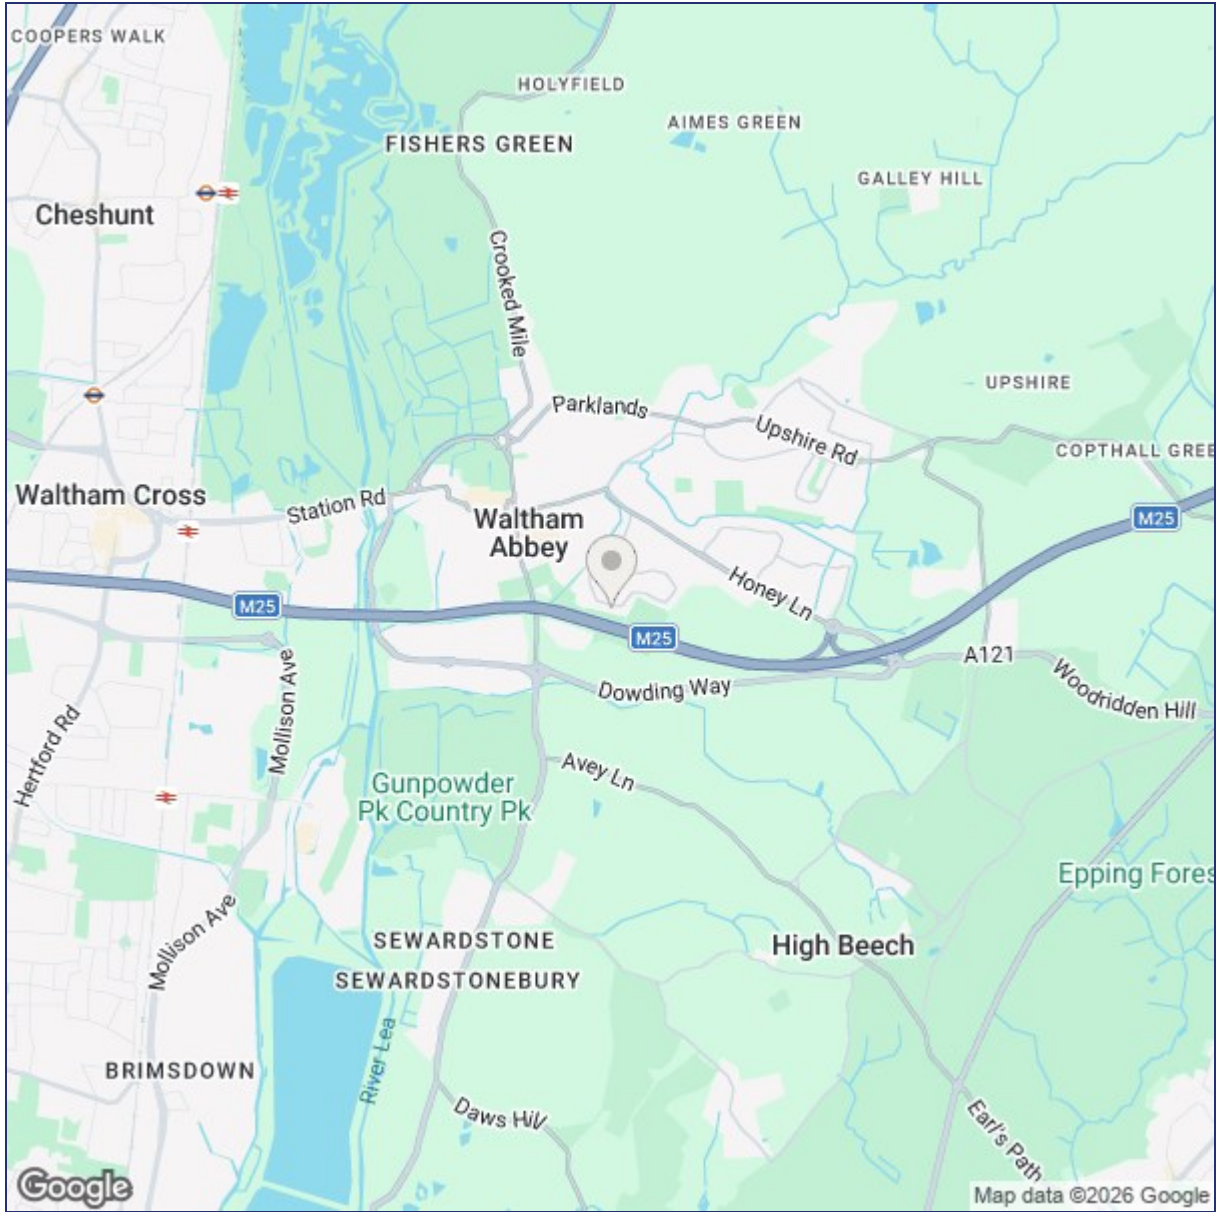 COOPERS WALK
HOLYFIELD
AIMES GREEN
FISHERS GREEN
GALLEY HILL
Cheshunt
Crooked Mile
UPSHIRE
Parklands
Upshire Rd
COPTHALL GREE
Waltham Cross
Station Rd
Waltham
Abbey
M25
Honey Ln
M25
M25
A121
Mollison Ave
Dowding Way
Woodridden Hill
Hertford Rd
Avey Ln
Gunpowder
Pk Country Pk
Epping Fores
Mollison Ave
SEWARDSTONE
High Beech
SEWARDSTONEBURY
River Lea
BRIMSDOWN
Daws Hill
Earl's Path
Google
Map data ©2026 Google